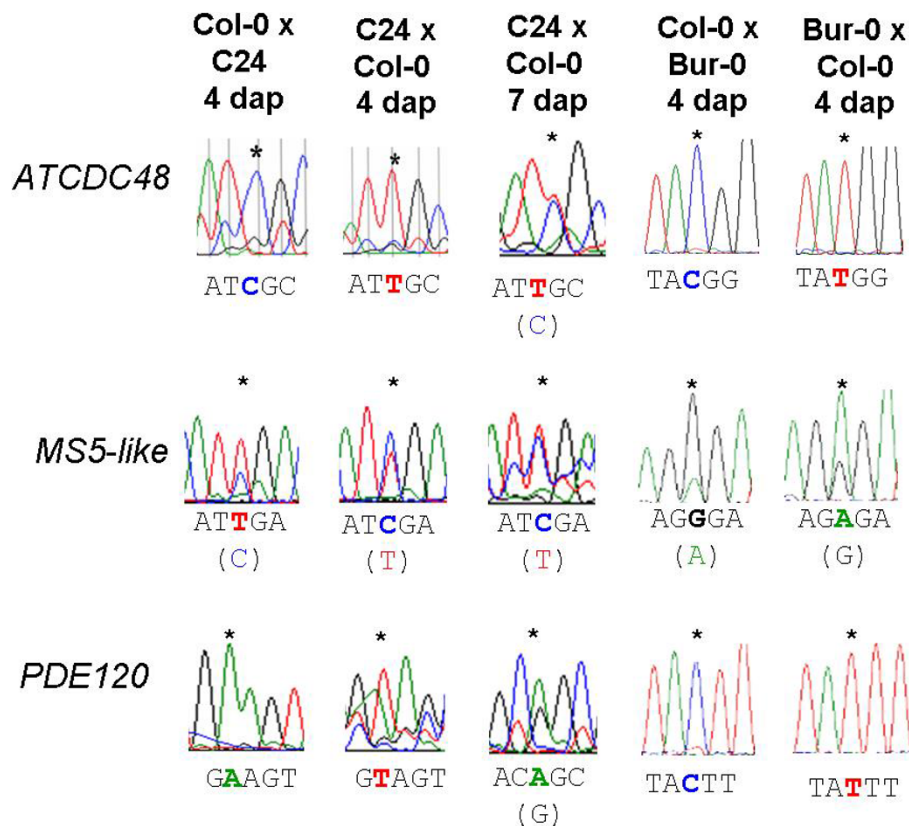 Col-0 x C24 x C24 x Col-0 x Bur-0 x
C24 Col-0 Col-0 Bur-0 Col-0
4 dap 4 dap 7 dap 4 dap 4 dap
* * * * *
ATCDC48
ATCGC ATTGC ATTGC TACGG TATGG
(C)
* * * * *
MS5-like
ATTGA ATCGA ATCGA AGGGA AGAGA
(C) (T) (T) (A) (G)
* * * * *
PDE120
GAAGT GTAGT ACAGC TACTT TATTT
(G)